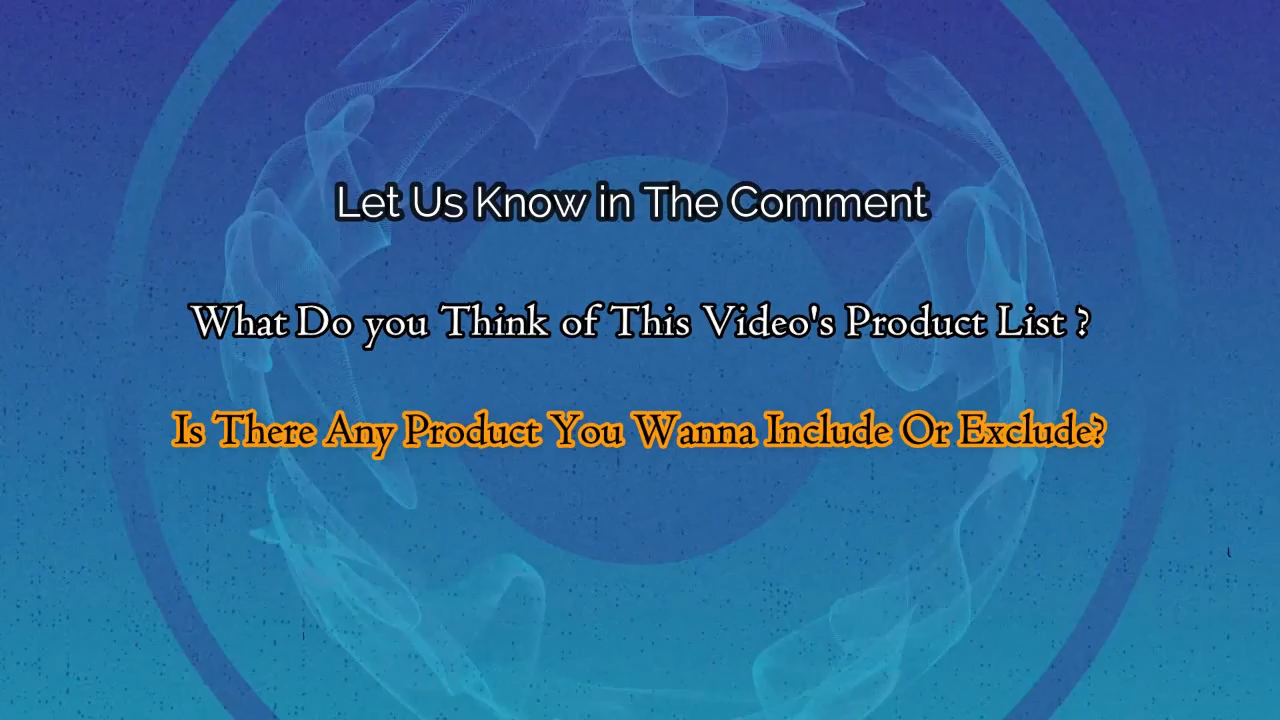 Let Us Know in The Comment
What Do you Think of This Video's Product List ?
Is There Any Product You Wanna Include Or Exclude?